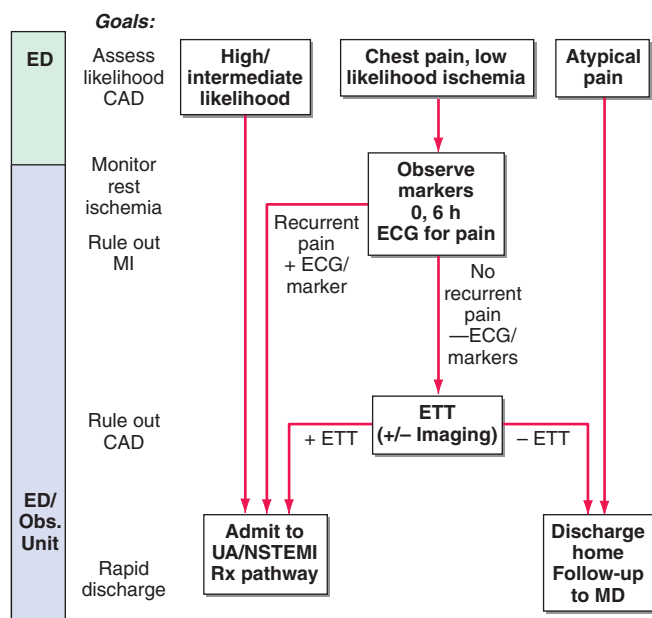 Goals:
ED
Assess
likelihood
CAD
High/
intermediate
likelihood
Chest pain, low
likelihood ischemia
Atypical
pain
Monitor
rest
ischemia
Rule out
MI
Observe
markers
0, 6 h
ECG for pain
Recurrent
pain
+ ECG/
marker
No
recurrent
pain
—ECG/
markers
Rule out
CAD
+ ETT
ETT
(+/– Imaging)
– ETT
ED/
Obs.
Unit
Rapid
discharge
Admit to
UA/NSTEMI
Rx pathway
Discharge
home
Follow-up
to MD